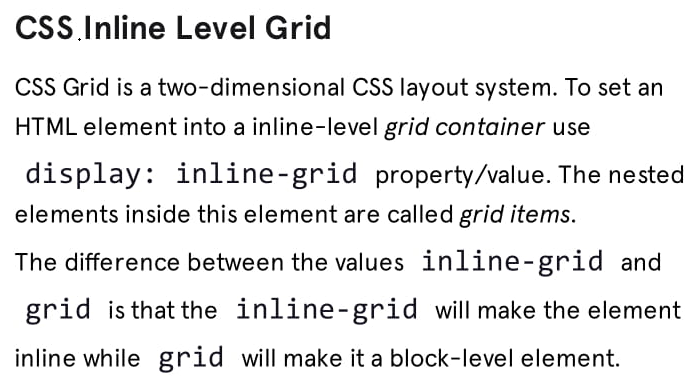 CSS Inline Level Grid
CSS Grid is a two-dimensional CSS layout system. To set an
HTML element into a inline-level grid container use
display: inline-grid property/value. The nested
elements inside this element are called grid items.
The difference between the values inline-grid and
grid is that the inline-grid will make the element
inline while grid will make it a block-level element.